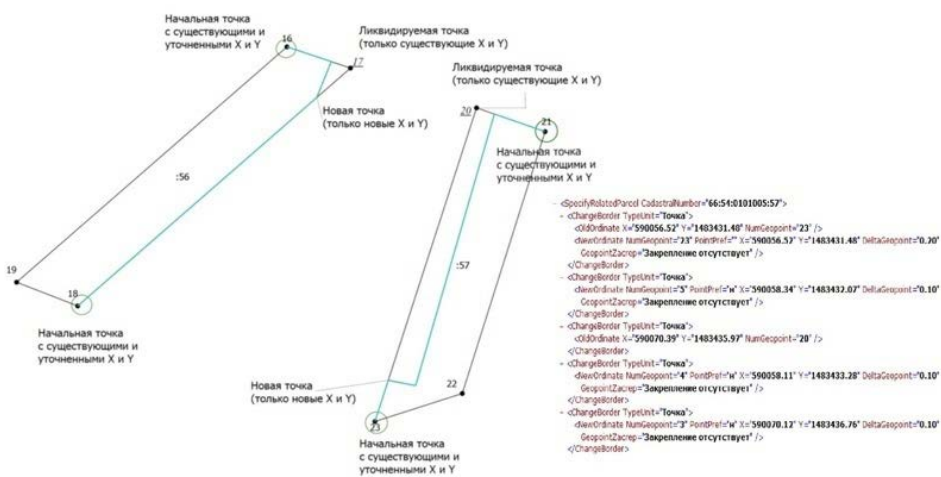 Начальная точка
с существующими и
уточненными X и Y
16
Ликвидируемая точка
(только существующие X и Y)
17
Новая точка
(только новые X и Y)
:56
19
18
Начальная точка
с существующими и
уточненными X и Y
Ликвидируемая точка
(только существующие X и Y)
20
21
Начальная точка
с существующими и
уточненными X и Y
:57
Новая точка
(только новых X и Y)
22
23
Начальная точка
с существующими и
уточненными X и Y
- <SpecifyRelatedParcel CadastralNumber="66:54:0101005:57">
- <ChangeBorder TypeUnit="Точка">
<OldOrdinate X="590056.52" Y="1483431.48" NumGeopoint="23" />
<NewOrdinate NumGeopoint="23" PointPref="" X="590056.52" Y="1483431.48" DeltaGeopoint="0.20"
GeopointZacrep="Закрепление отсутствует" />
</ChangeBorder>
- <ChangeBorder TypeUnit="Точка">
<NewOrdinate NumGeopoint="5" PointPref="н" X="590058.34" Y="1483432.07" DeltaGeopoint="0.10"
GeopointZacrep="Закрепление отсутствует" />
</ChangeBorder>
- <ChangeBorder TypeUnit="Точка">
<OldOrdinate X="590070.39" Y="1483435.97" NumGeopoint="20" />
</ChangeBorder>
- <ChangeBorder TypeUnit="Точка">
<NewOrdinate NumGeopoint="4" PointPref="н" X="590058.11" Y="1483433.28" DeltaGeopoint="0.10"
GeopointZacrep="Закрепление отсутствует" />
</ChangeBorder>
- <ChangeBorder TypeUnit="Точка">
<NewOrdinate NumGeopoint="3" PointPref="н" X="590070.12" Y="1483436.76" DeltaGeopoint="0.10"
GeopointZacrep="Закрепление отсутствует" />
</ChangeBorder>